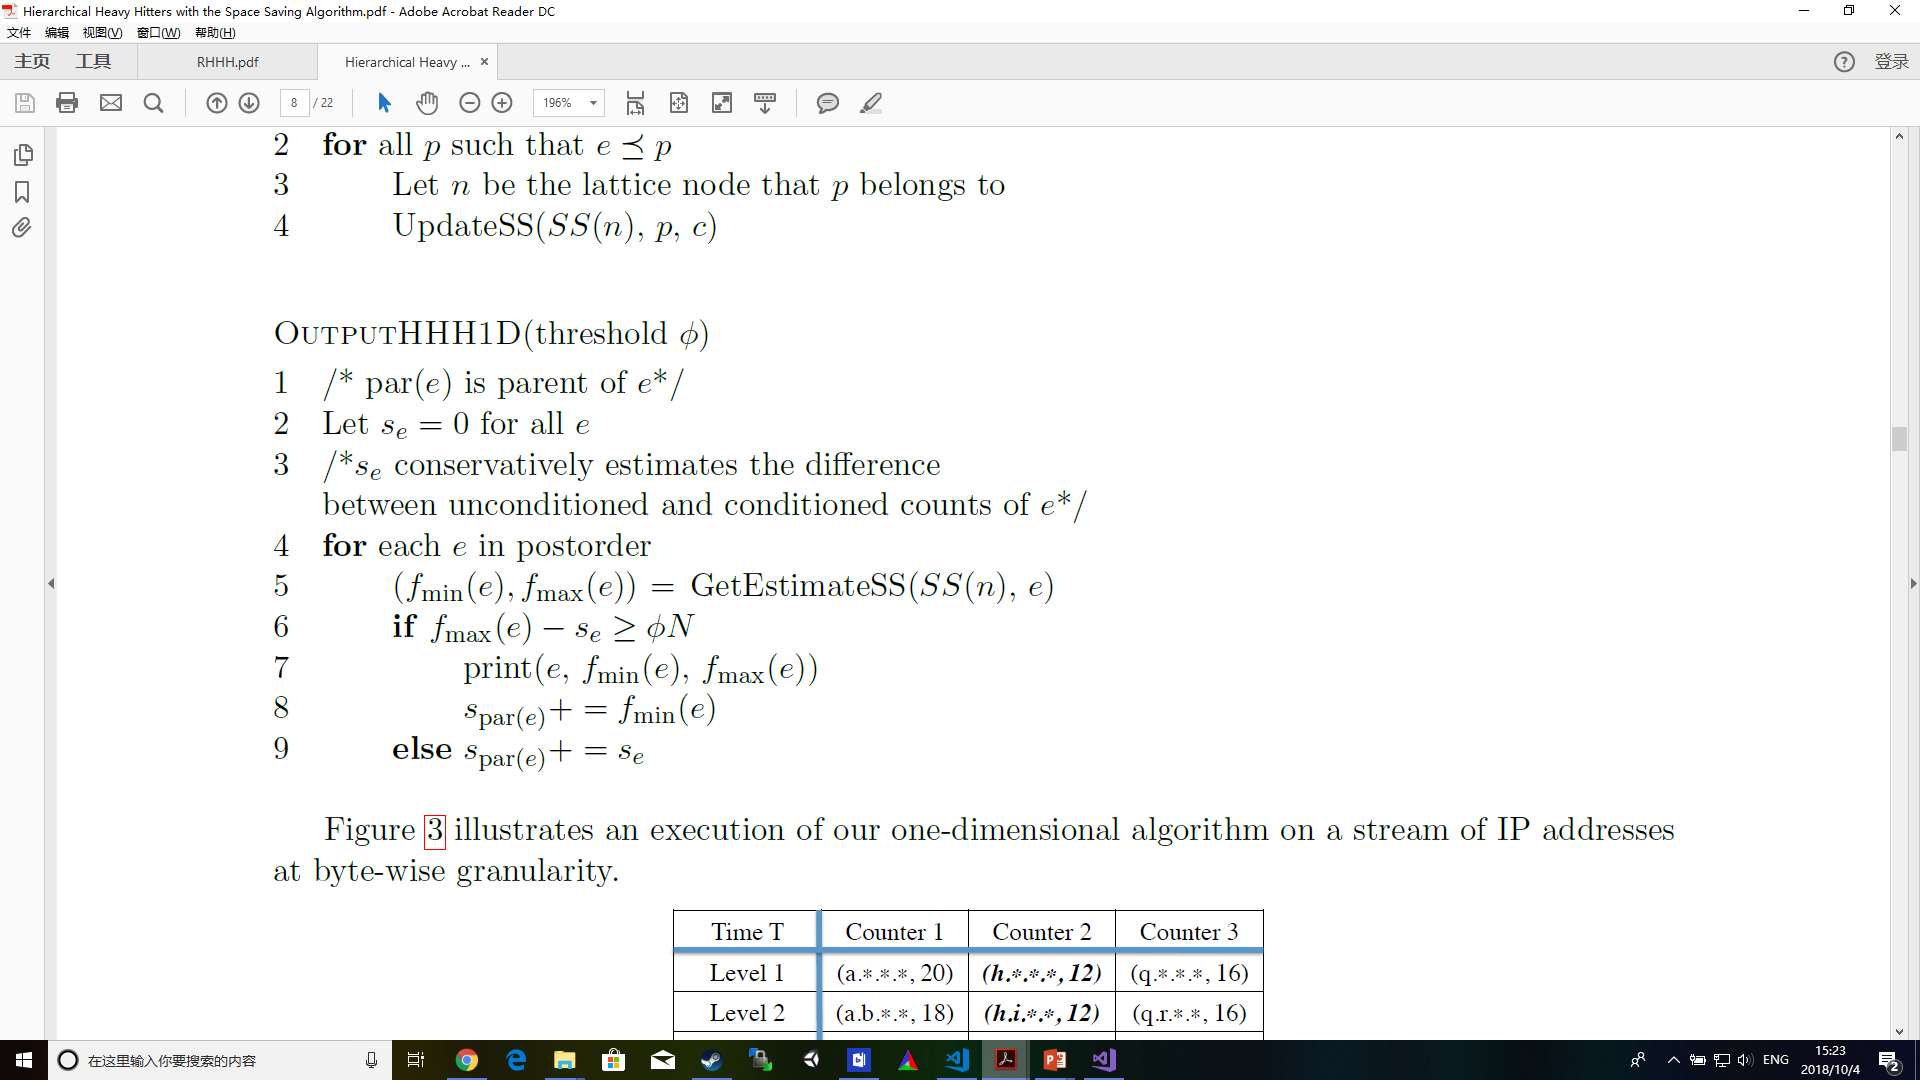 Hierarchical Heavy Hitters with the Space Saving Algorithm.pdf - Adobe Acrobat Reader DC
文件 编辑 视图(V) 窗口(W) 帮助(H)
主页 工具 RHHH.pdf Hierarchical Heavy ... × 登录
8 / 22 196%
2 for all p such that e ⪯ p
3 Let n be the lattice node that p belongs to
4 UpdateSS(SS(n), p, c)
OutputHHH1D(threshold ϕ)
1 /* par(e) is parent of e*/
2 Let s_e = 0 for all e
3 /*s_e conservatively estimates the difference
between unconditioned and conditioned counts of e*/
4 for each e in postorder
5 (f_min(e), f_max(e)) = GetEstimateSS(SS(n), e)
6 if f_max(e) − s_e ≥ ϕN
7 print(e, f_min(e), f_max(e))
8 s_par(e)+ = f_min(e)
9 else s_par(e)+ = s_e
Figure 3 illustrates an execution of our one-dimensional algorithm on a stream of IP addresses
at byte-wise granularity.
Time T Counter 1 Counter 2 Counter 3
Level 1 (a.*.*.*, 20) (h.*.*.*, 12) (q.*.*.*, 16)
Level 2 (a.b.*.*, 18) (h.i.*.*, 12) (q.r.*.*, 16)
在这里输入你要搜索的内容 ENG 15:23
2018/10/4 2